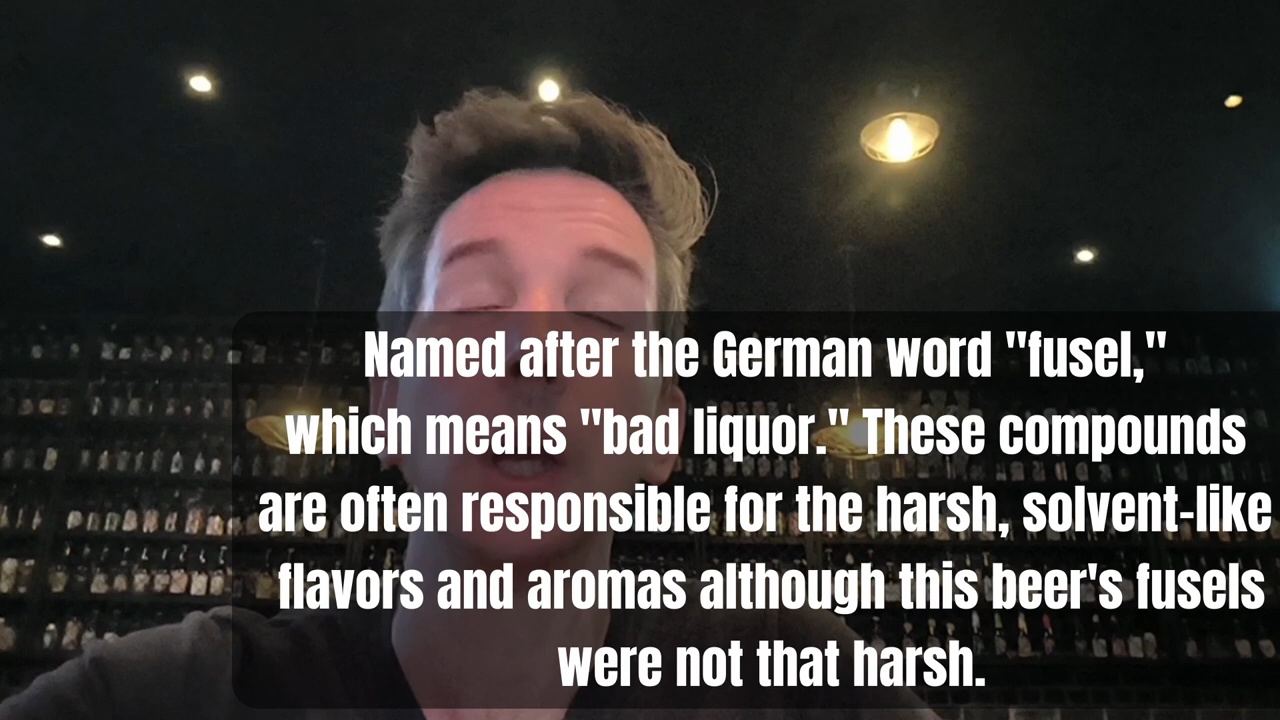 Named after the German word "fusel,"
which means "bad liquor." These compounds
are often responsible for the harsh, solvent-like
flavors and aromas although this beer's fusels
were not that harsh.